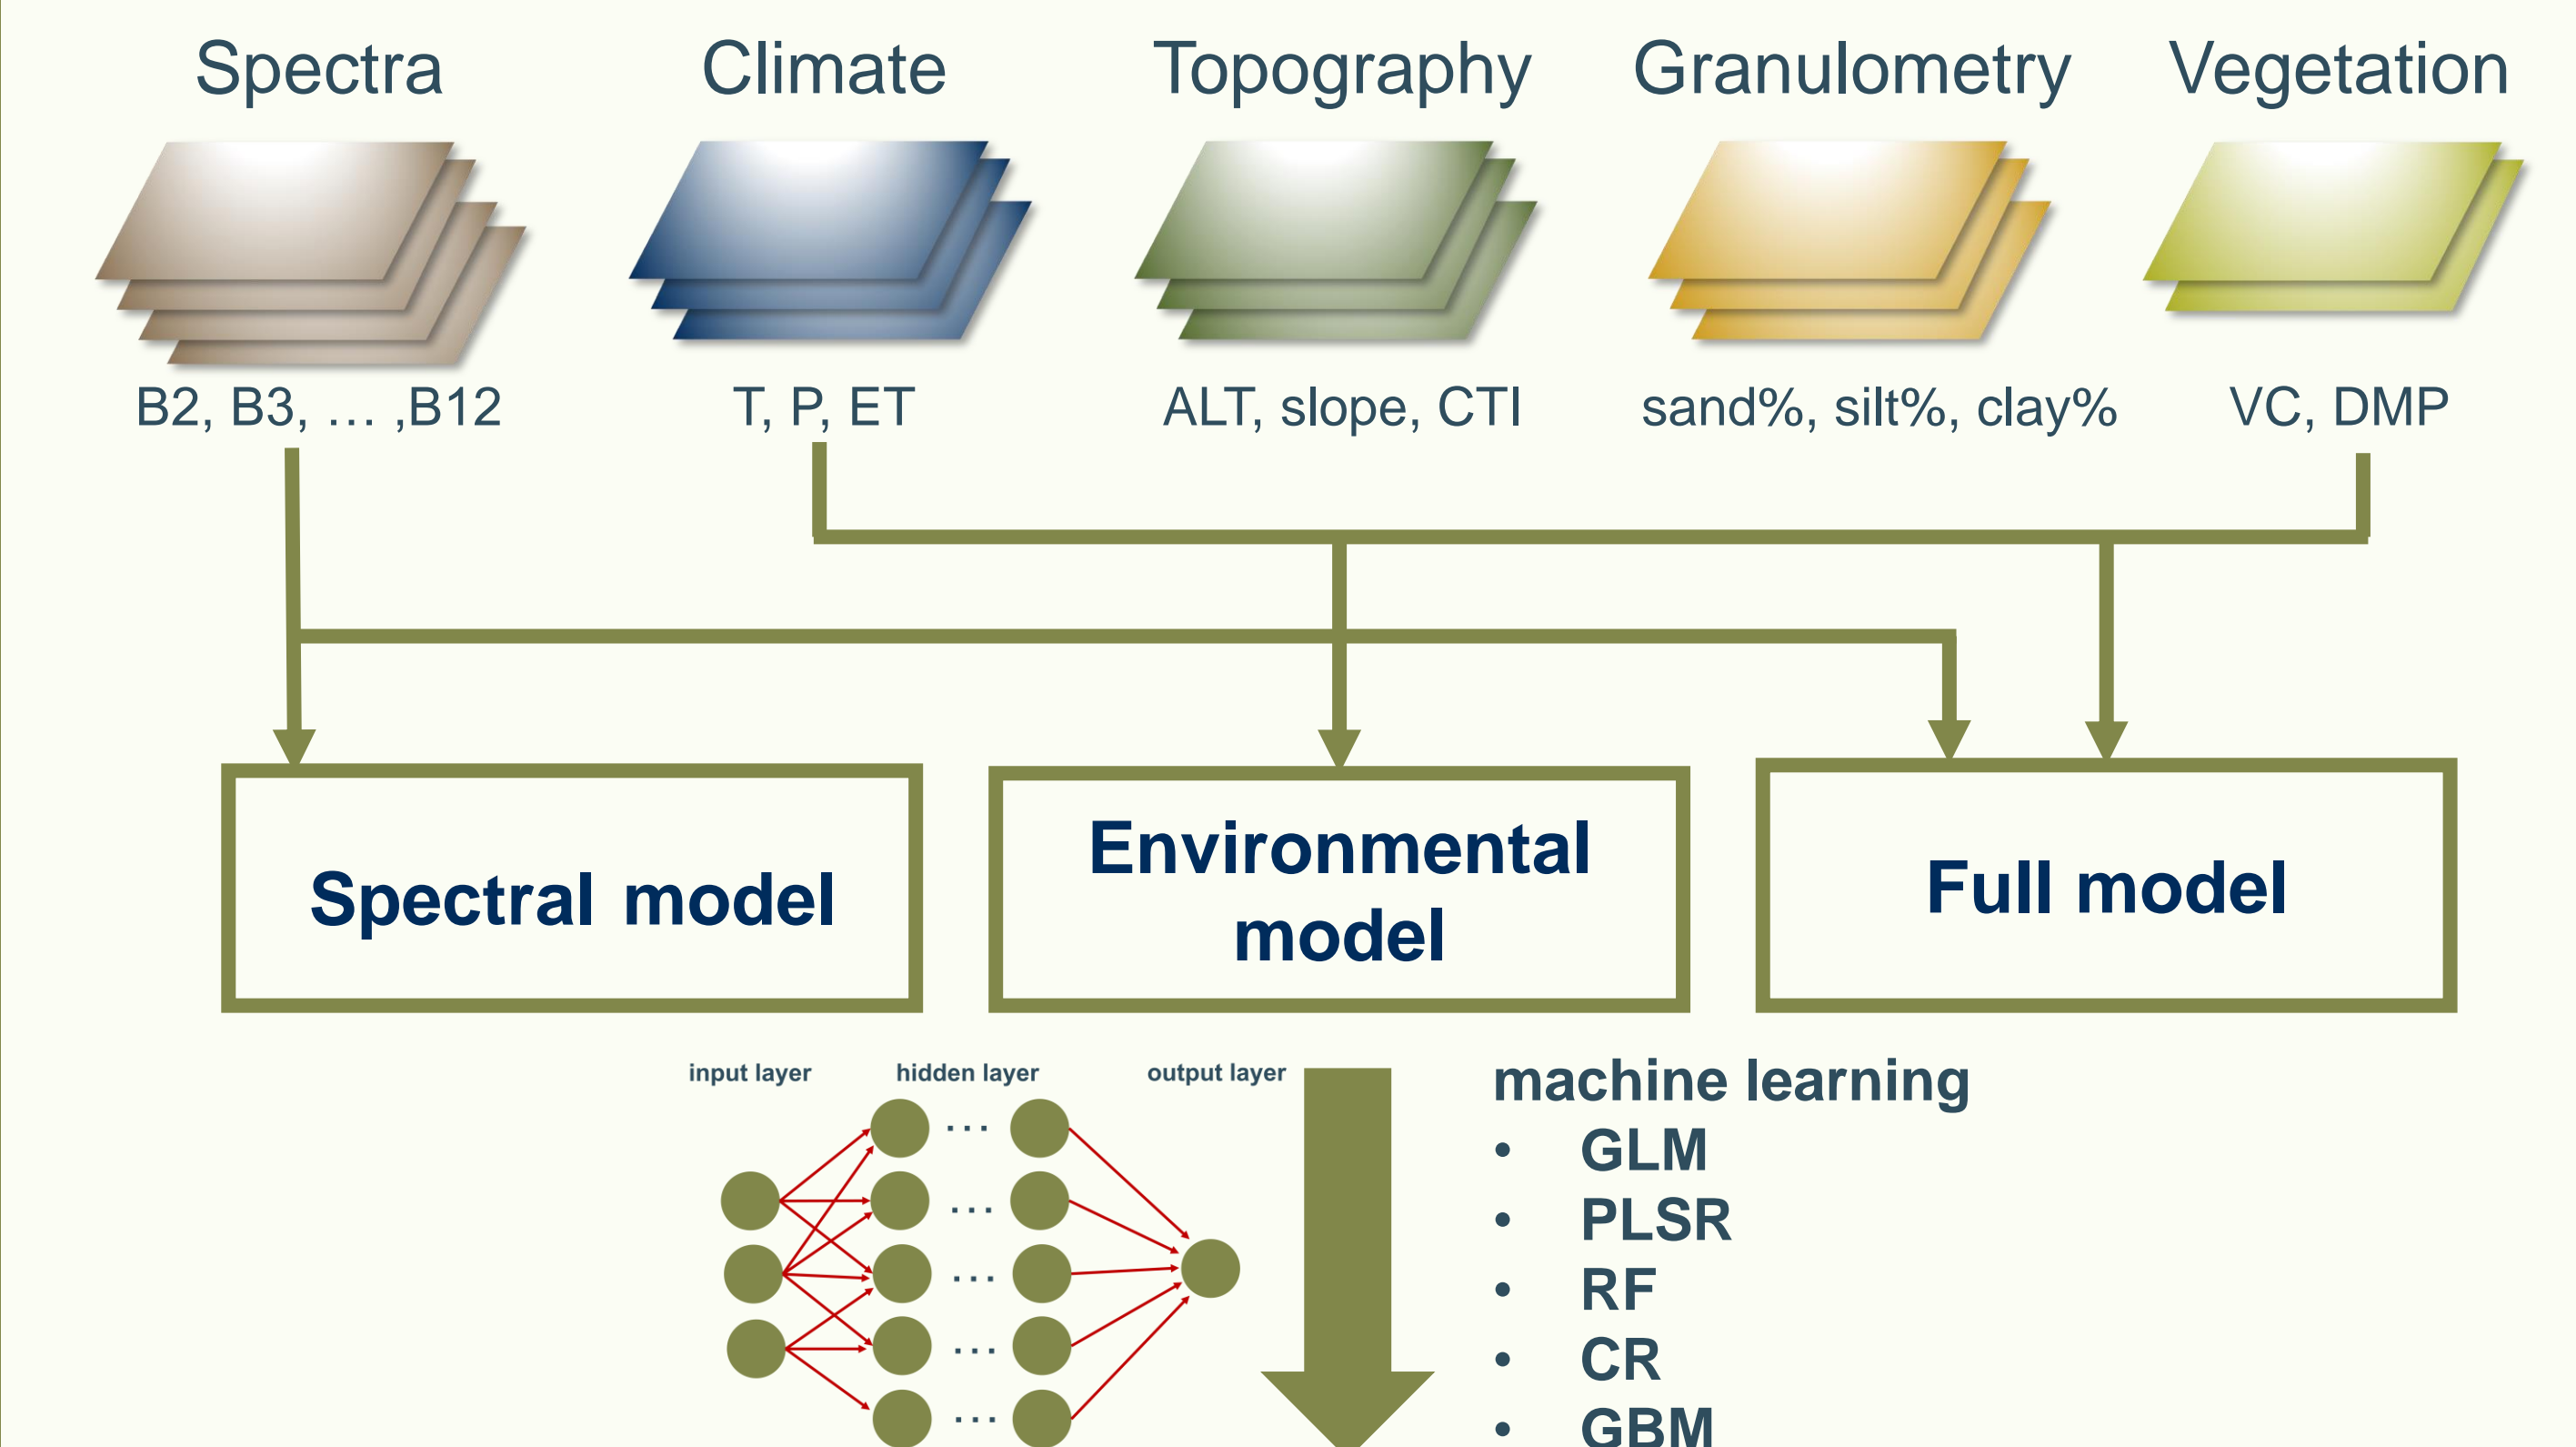 Spectra
Climate
Topography
Granulometry
Vegetation
B2, B3, … ,B12
T, P, ET
ALT, slope, CTI
sand%, silt%, clay%
VC, DMP
Spectral model
Environmental
model
Full model
input layer
hidden layer
output layer
...
...
...
...
...
machine learning
• GLM
• PLSR
• RF
• CR
• GBM